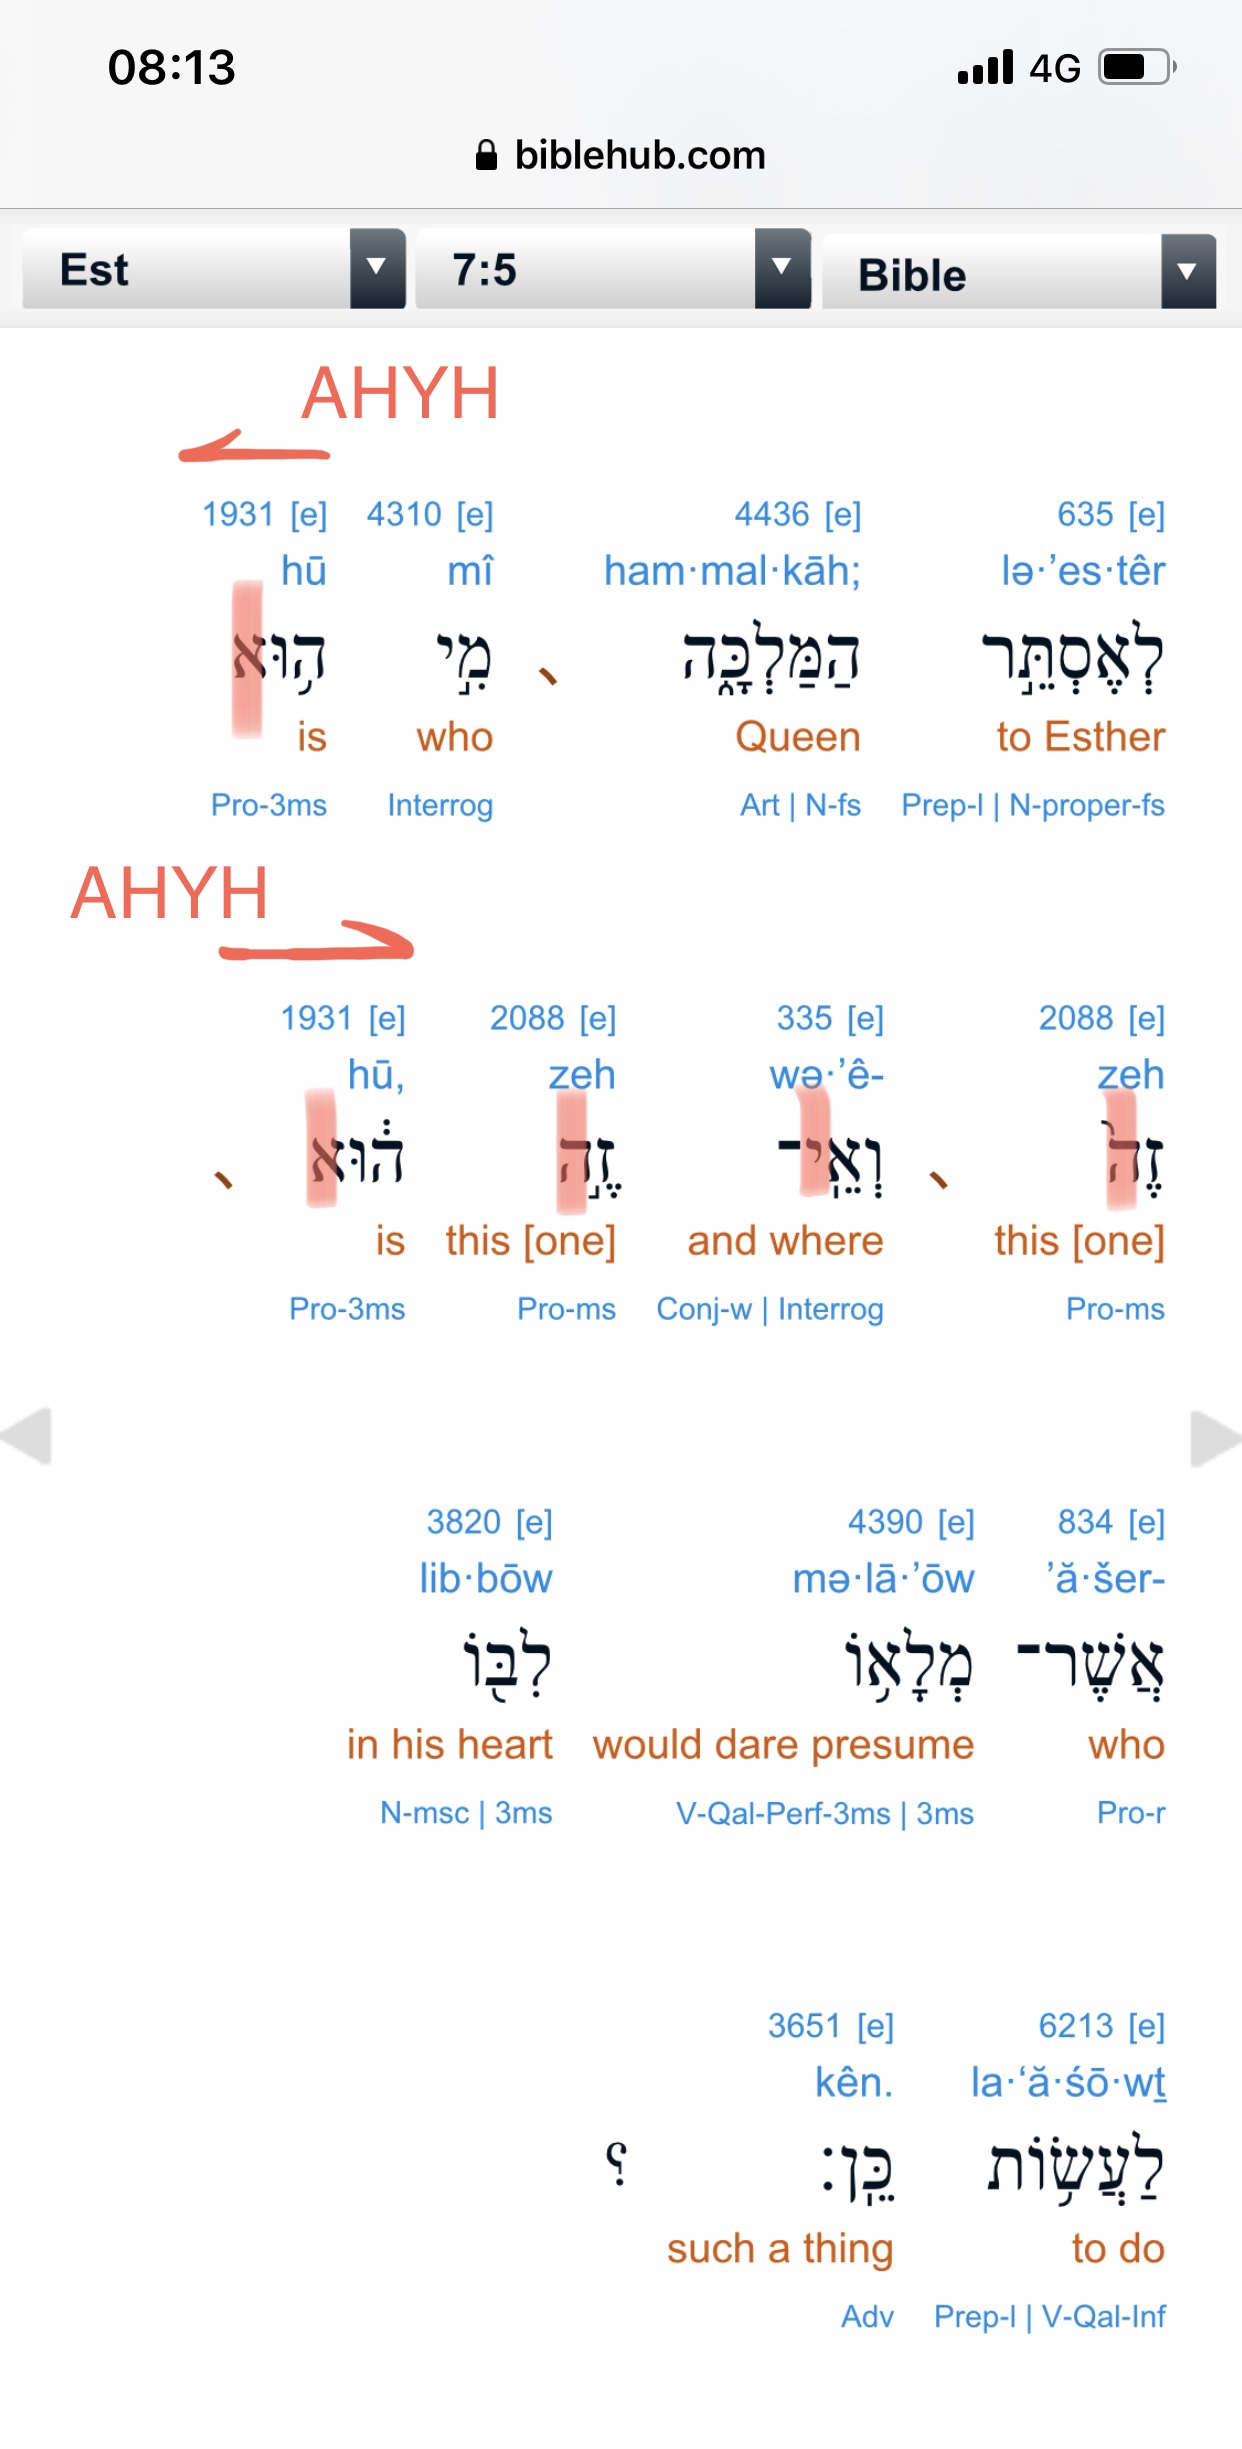 08:13 4G
biblehub.com
Est 7:5 Bible
AHYH
1931 [e] 4310 [e] 4436 [e] 635 [e]
hū mî ham·mal·kāh; lə·’es·têr
לְאֶסְתֵּ֣ר הַמַּלְכָּ֑ה ، מִ֣י ה֥וּא
is who Queen to Esther
Pro-3ms Interrog Art | N-fs Prep-l | N-proper-fs
AHYH
1931 [e] 2088 [e] 335 [e] 2088 [e]
hū, zeh wə·’ê- zeh
זֶה֙ ، וְאֵֽי־ זֶ֣ה ה֔וּא ،
is this [one] and where this [one]
Pro-3ms Pro-ms Conj-w | Interrog Pro-ms
3820 [e] 4390 [e] 834 [e]
lib·bōw mə·lā·’ōw ’ă·šer-
אֲשֶׁר־ מְלָא֥וֹ לִבּ֖וֹ
in his heart would dare presume who
N-msc | 3ms V-Qal-Perf-3ms | 3ms Pro-r
3651 [e] 6213 [e]
kên. la·‘ă·śō·wṯ
לַעֲשׂ֥וֹת כֵּֽן׃ ؟
such a thing to do
Adv Prep-l | V-Qal-Inf